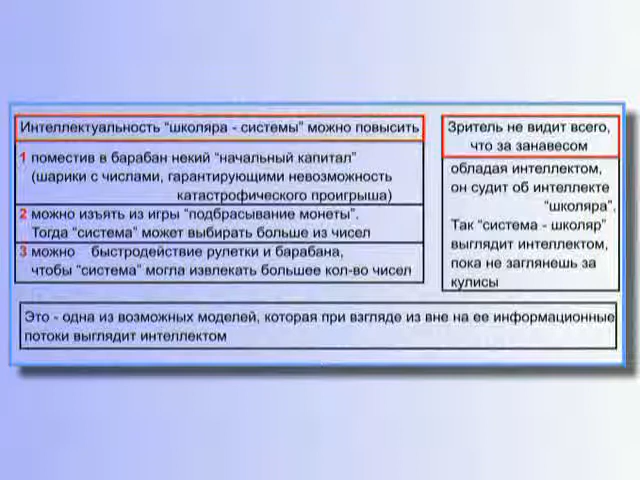 Интеллектуальность "школяра - системы" можно повысить
1 поместив в барабан некий "начальный капитал"
(шарики с числами, гарантирующими невозможность
катастрофического проигрыша)
2 можно изъять из игры "подбрасывание монеты".
Тогда "система" может выбирать больше из чисел
3 можно быстродействие рулетки и барабана,
чтобы "система" могла извлекать большее кол-во чисел
Зритель не видит всего,
что за занавесом
обладая интеллектом,
он судит об интеллекте
"школяра".
Так "система - школяр"
выглядит интеллектом,
пока не заглянешь за
кулисы
Это - одна из возможных моделей, которая при взгляде из вне на ее информационные
потоки выглядит интеллектом